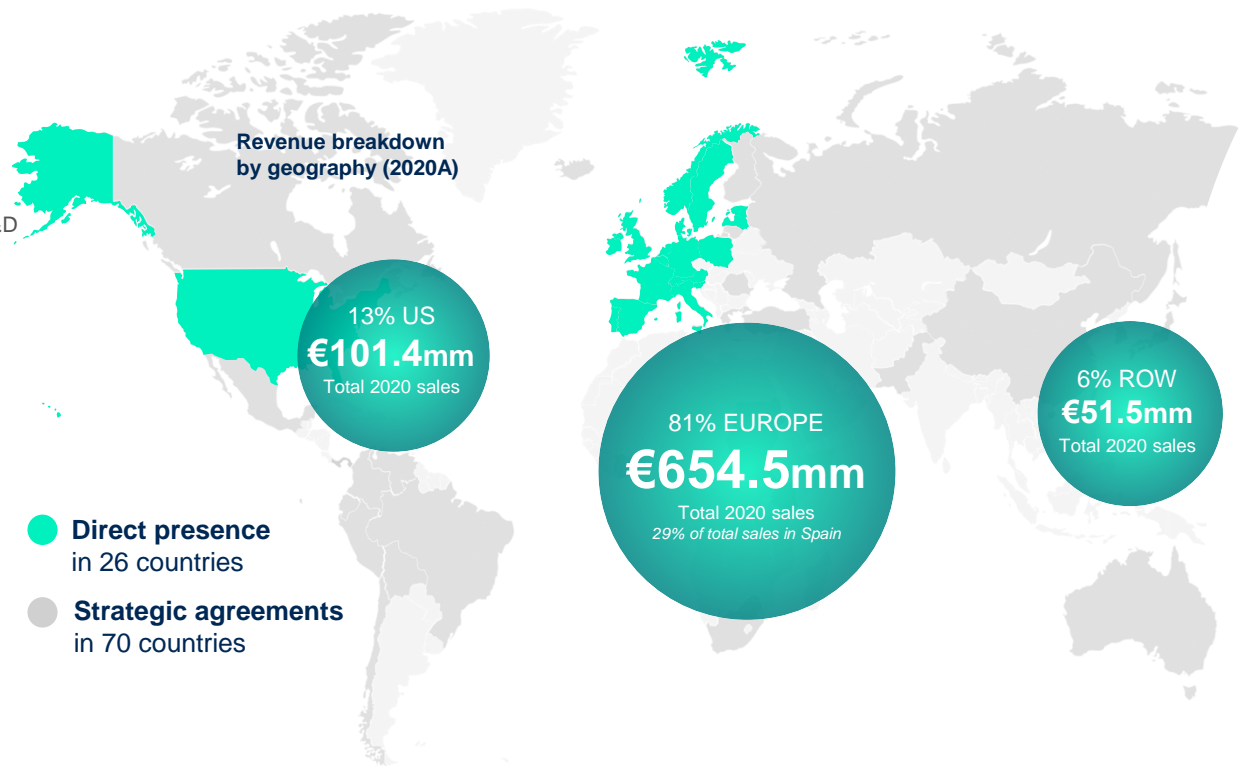 Revenue breakdown
by geography (2020A)
D
13% US
€101.4mm
Total 2020 sales
81% EUROPE
€654.5mm
Total 2020 sales
29% of total sales in Spain
6% ROW
€51.5mm
Total 2020 sales
Direct presence
in 26 countries
Strategic agreements
in 70 countries